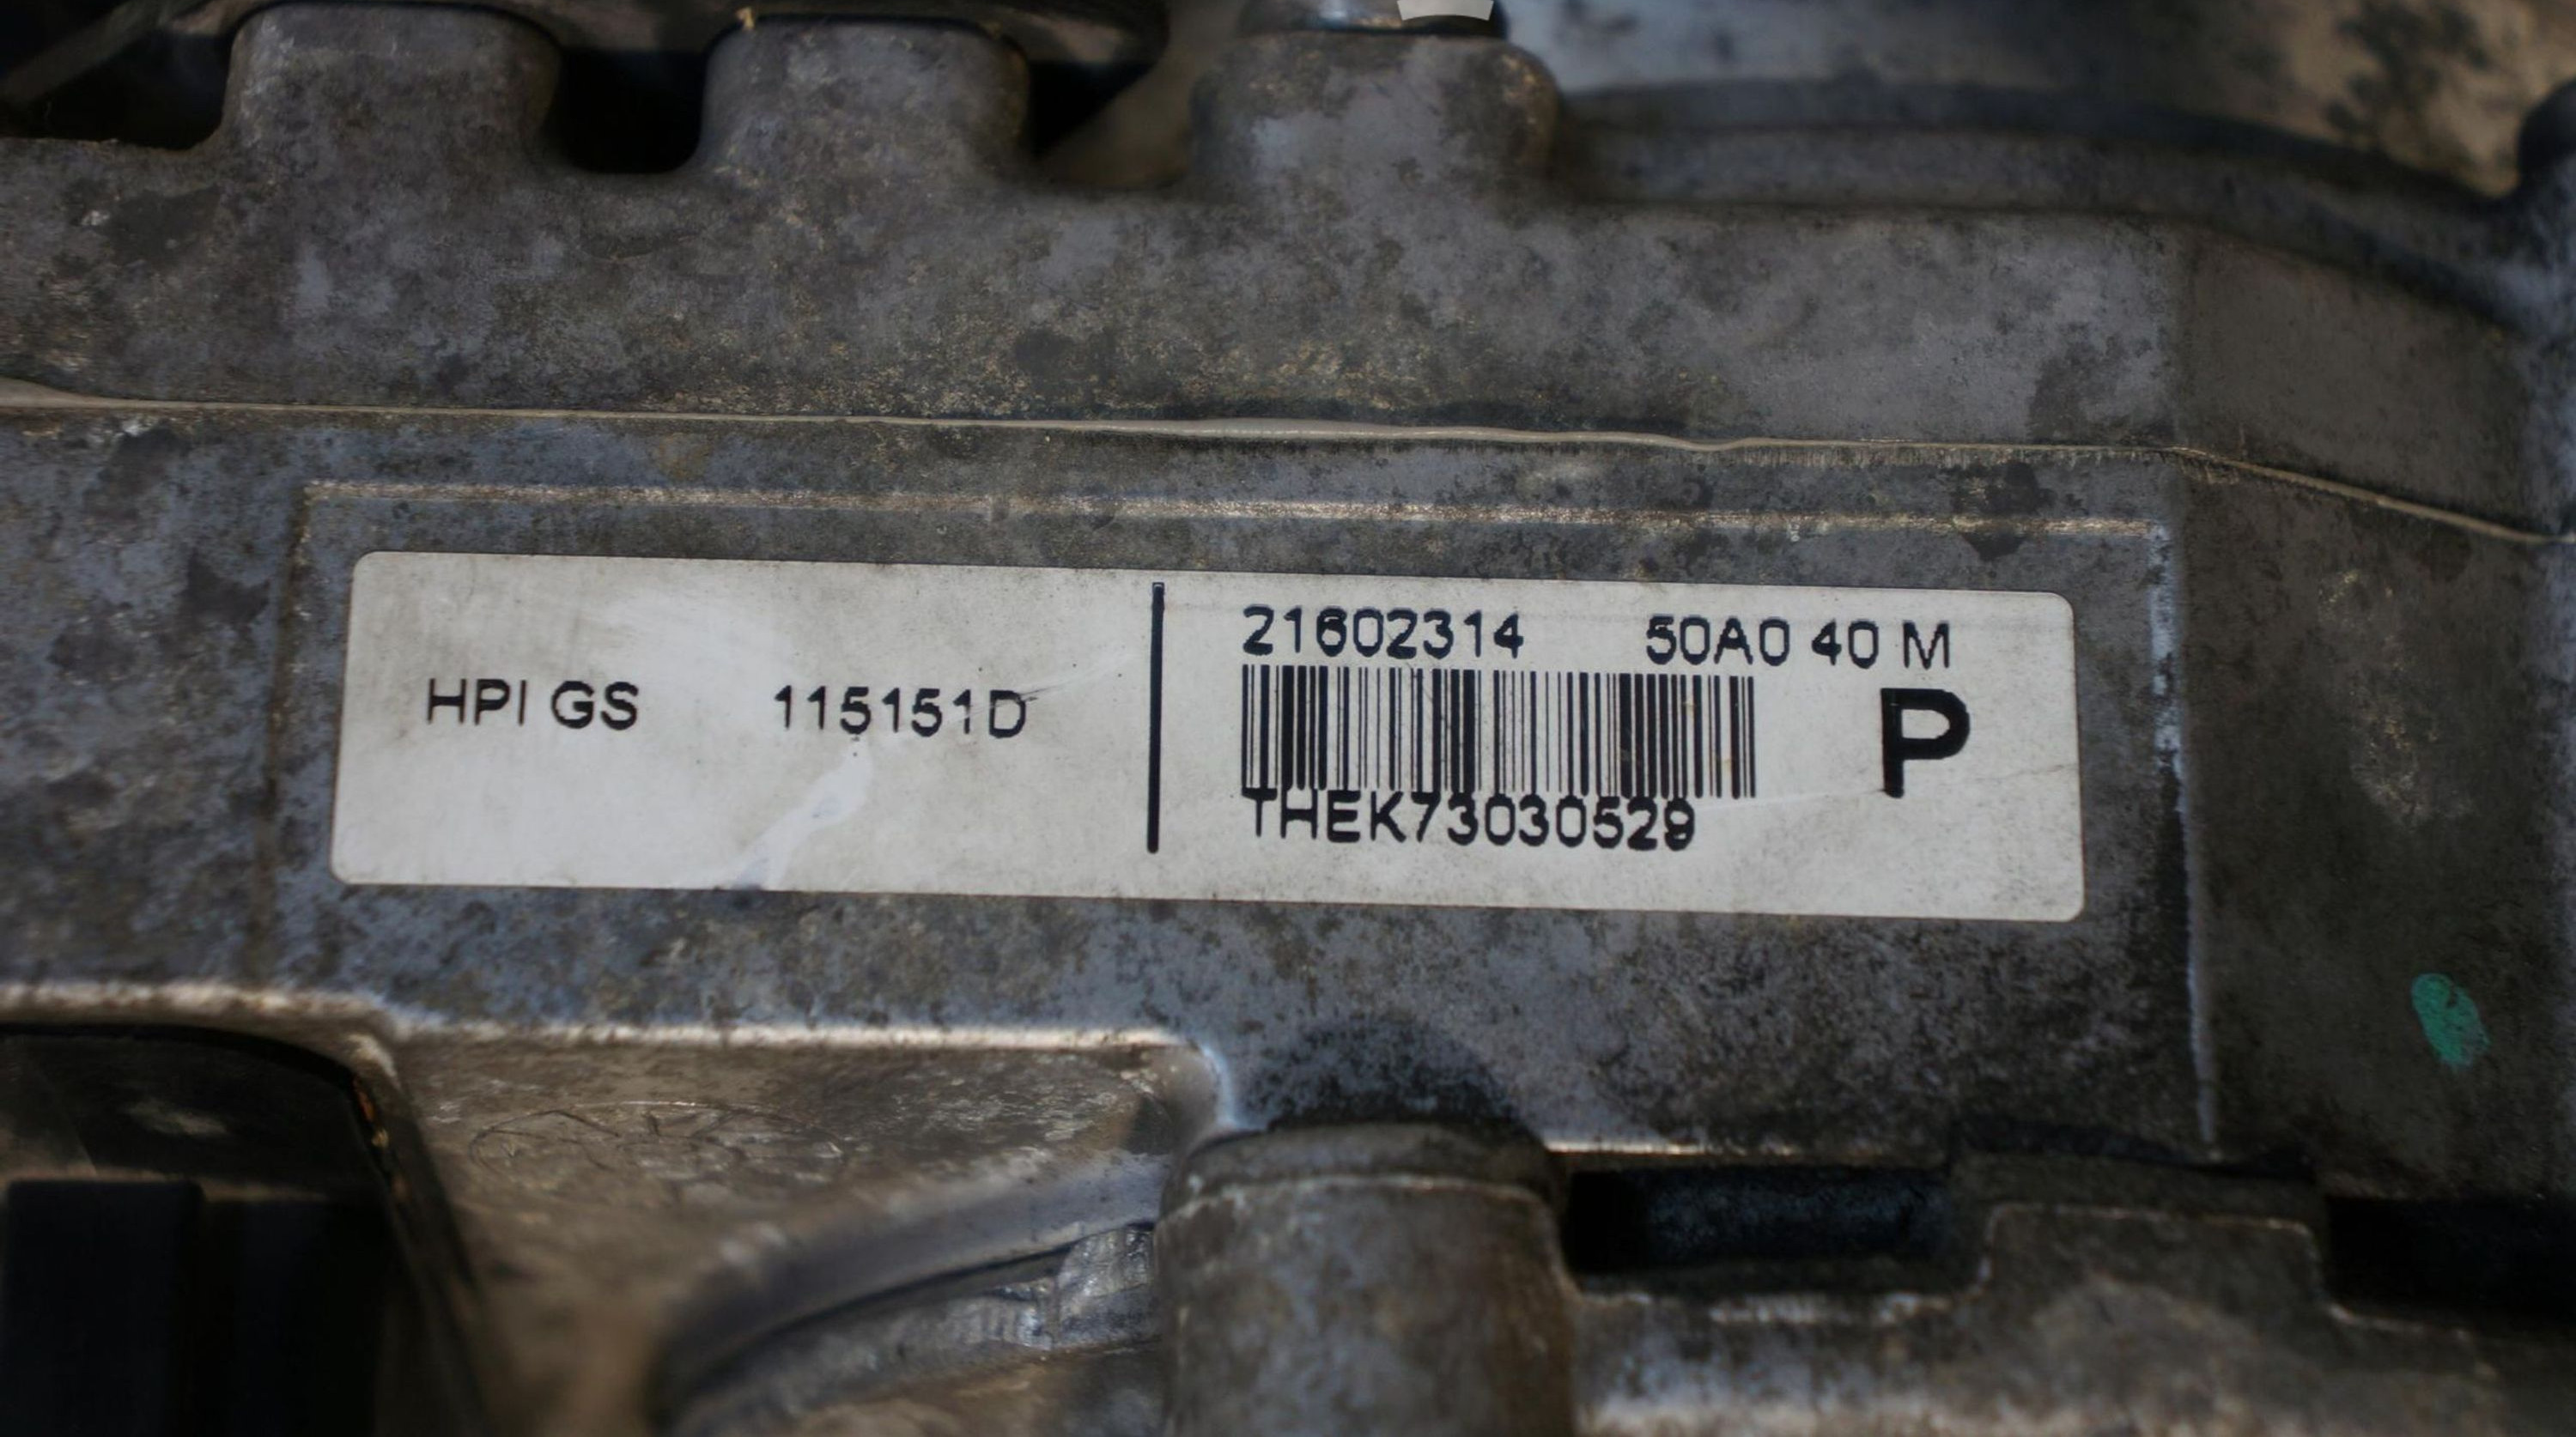 HPI GS 115151D
21602314 50A0 40 M
P
THEK73030529